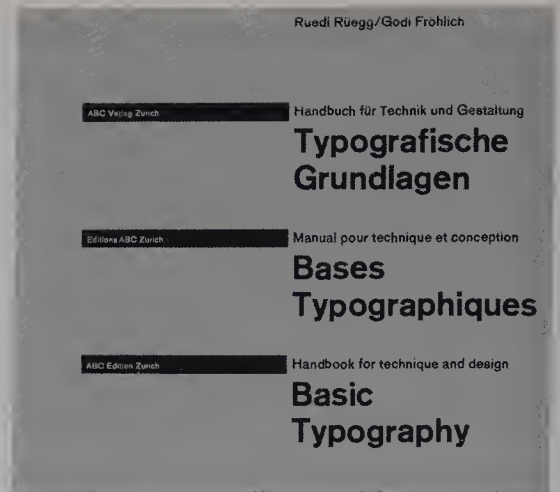 Ruedi Rüegg/Godi Fröhlich
ABC Verlag Zurich
Handbuch für Technik und Gestaltung
Typografische
Grundlagen
Editions ABC Zurich
Manual pour technique et conception
Bases
Typographiques
ABC Edition Zurich
Handbook for technique and design
Basic
Typography